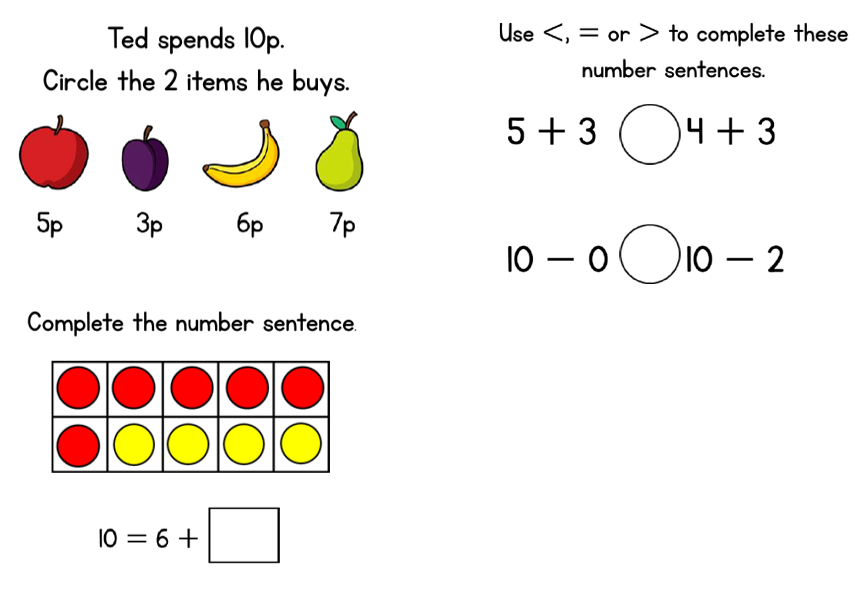 Ted spends 10p.
Circle the 2 items he buys.
5p 3p 6p 7p
Complete the number sentence.
10 = 6 +
Use <, = or > to complete these
number sentences.
5 + 3 4 + 3
10 − 0 10 − 2